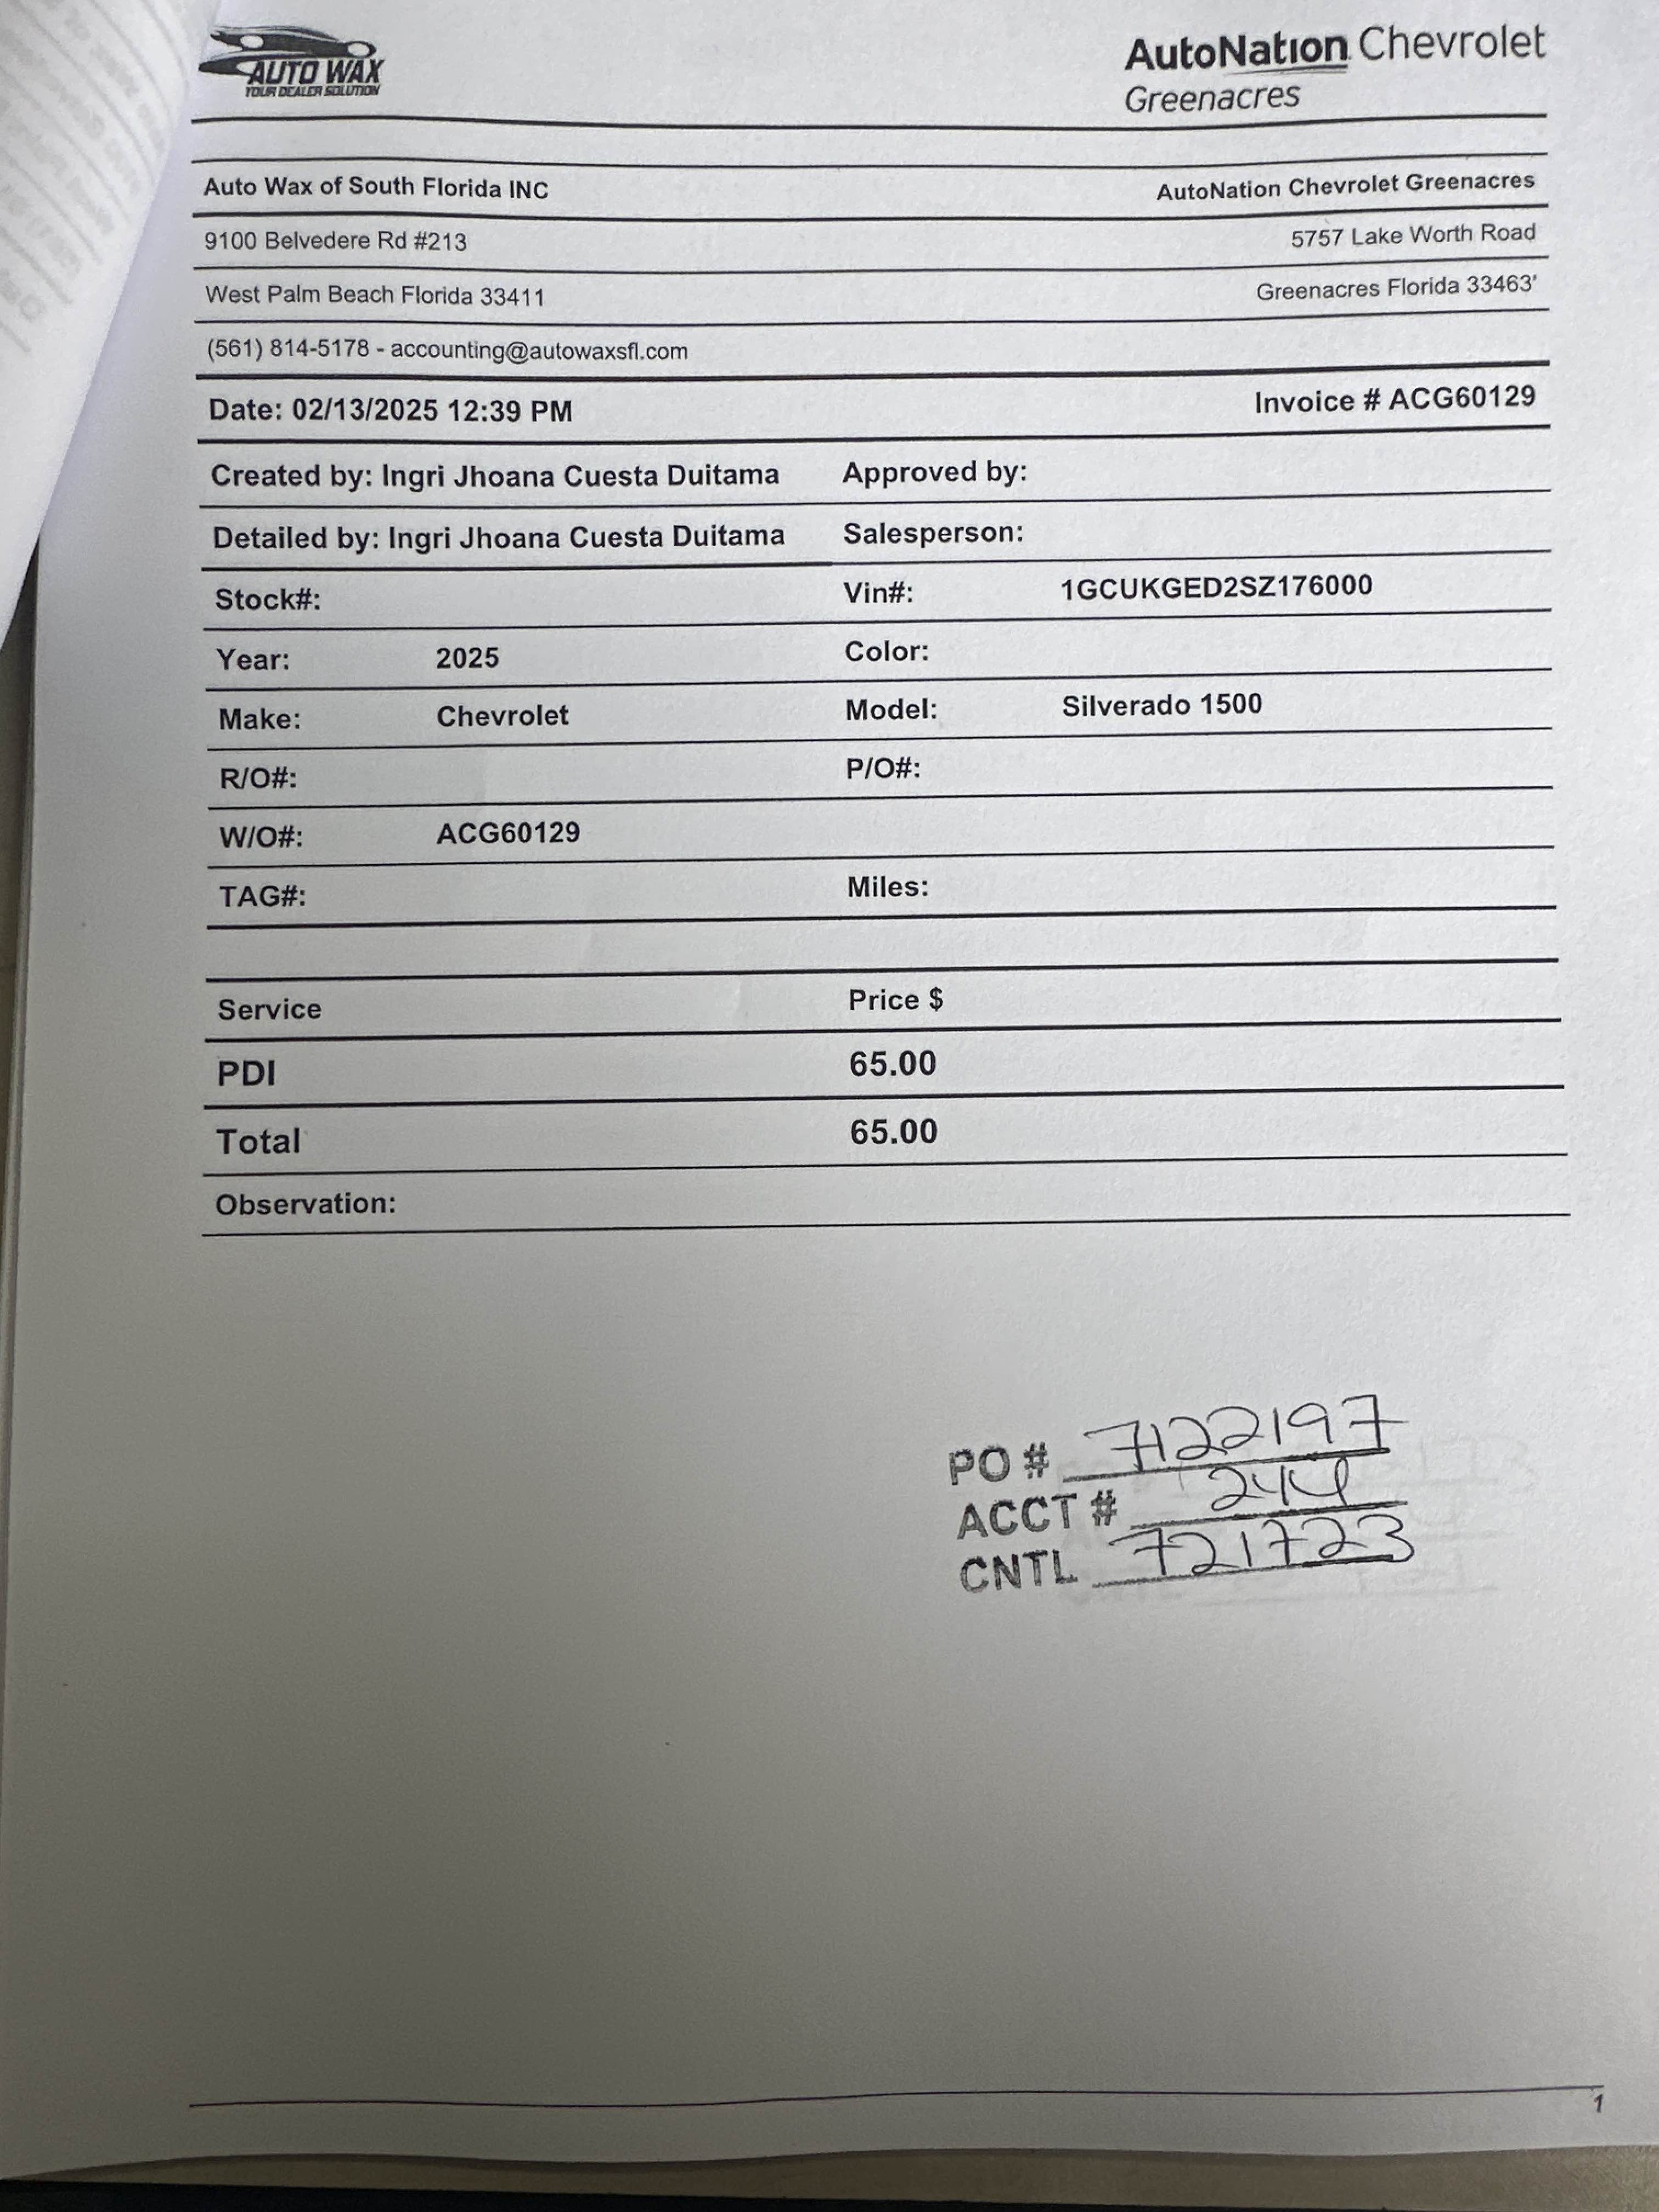 AUTO WAX
YOUR DEALER SOLUTION
AutoNation Chevrolet
Greenacres
Auto Wax of South Florida INC AutoNation Chevrolet Greenacres
9100 Belvedere Rd #213 5757 Lake Worth Road
West Palm Beach Florida 33411 Greenacres Florida 33463'
(561) 814-5178 - accounting@autowaxsfl.com
Date: 02/13/2025 12:39 PM Invoice # ACG60129
Created by: Ingri Jhoana Cuesta Duitama Approved by:
Detailed by: Ingri Jhoana Cuesta Duitama Salesperson:
Stock#: Vin#: 1GCUKGED2SZ176000
Year: 2025 Color:
Make: Chevrolet Model: Silverado 1500
R/O#: P/O#:
W/O#: ACG60129
TAG#: Miles:
Service Price $
PDI 65.00
Total 65.00
Observation:
PO # 7122197
ACCT # 244
CNTL 721723
1